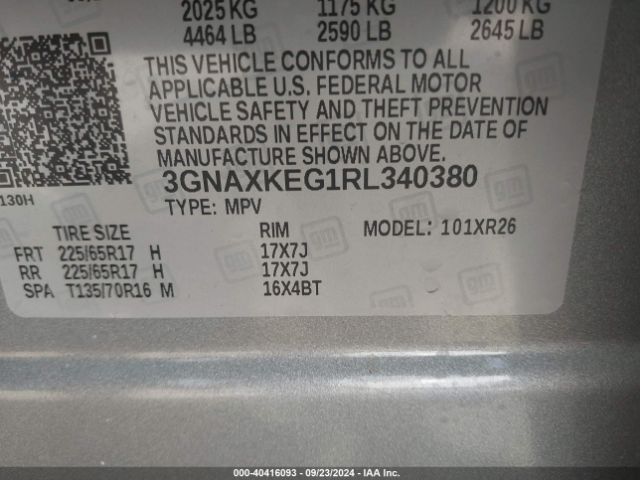 2025 KG 1175 KG 1200 KG
4464 LB 2590 LB 2645 LB
THIS VEHICLE CONFORMS TO ALL
APPLICABLE U.S. FEDERAL MOTOR
VEHICLE SAFETY AND THEFT PREVENTION
STANDARDS IN EFFECT ON THE DATE OF
MANUFACTURE SHOWN ABOVE.
3GNAXKEG1RL340380
130H
TYPE: MPV
TIRE SIZE RIM MODEL: 101XR26
FRT 225/65R17 H 17X7J
RR 225/65R17 H 17X7J
SPA T135/70R16 M 16X4BT
gm
000-40416093 - 09/23/2024 - IAA, LLC